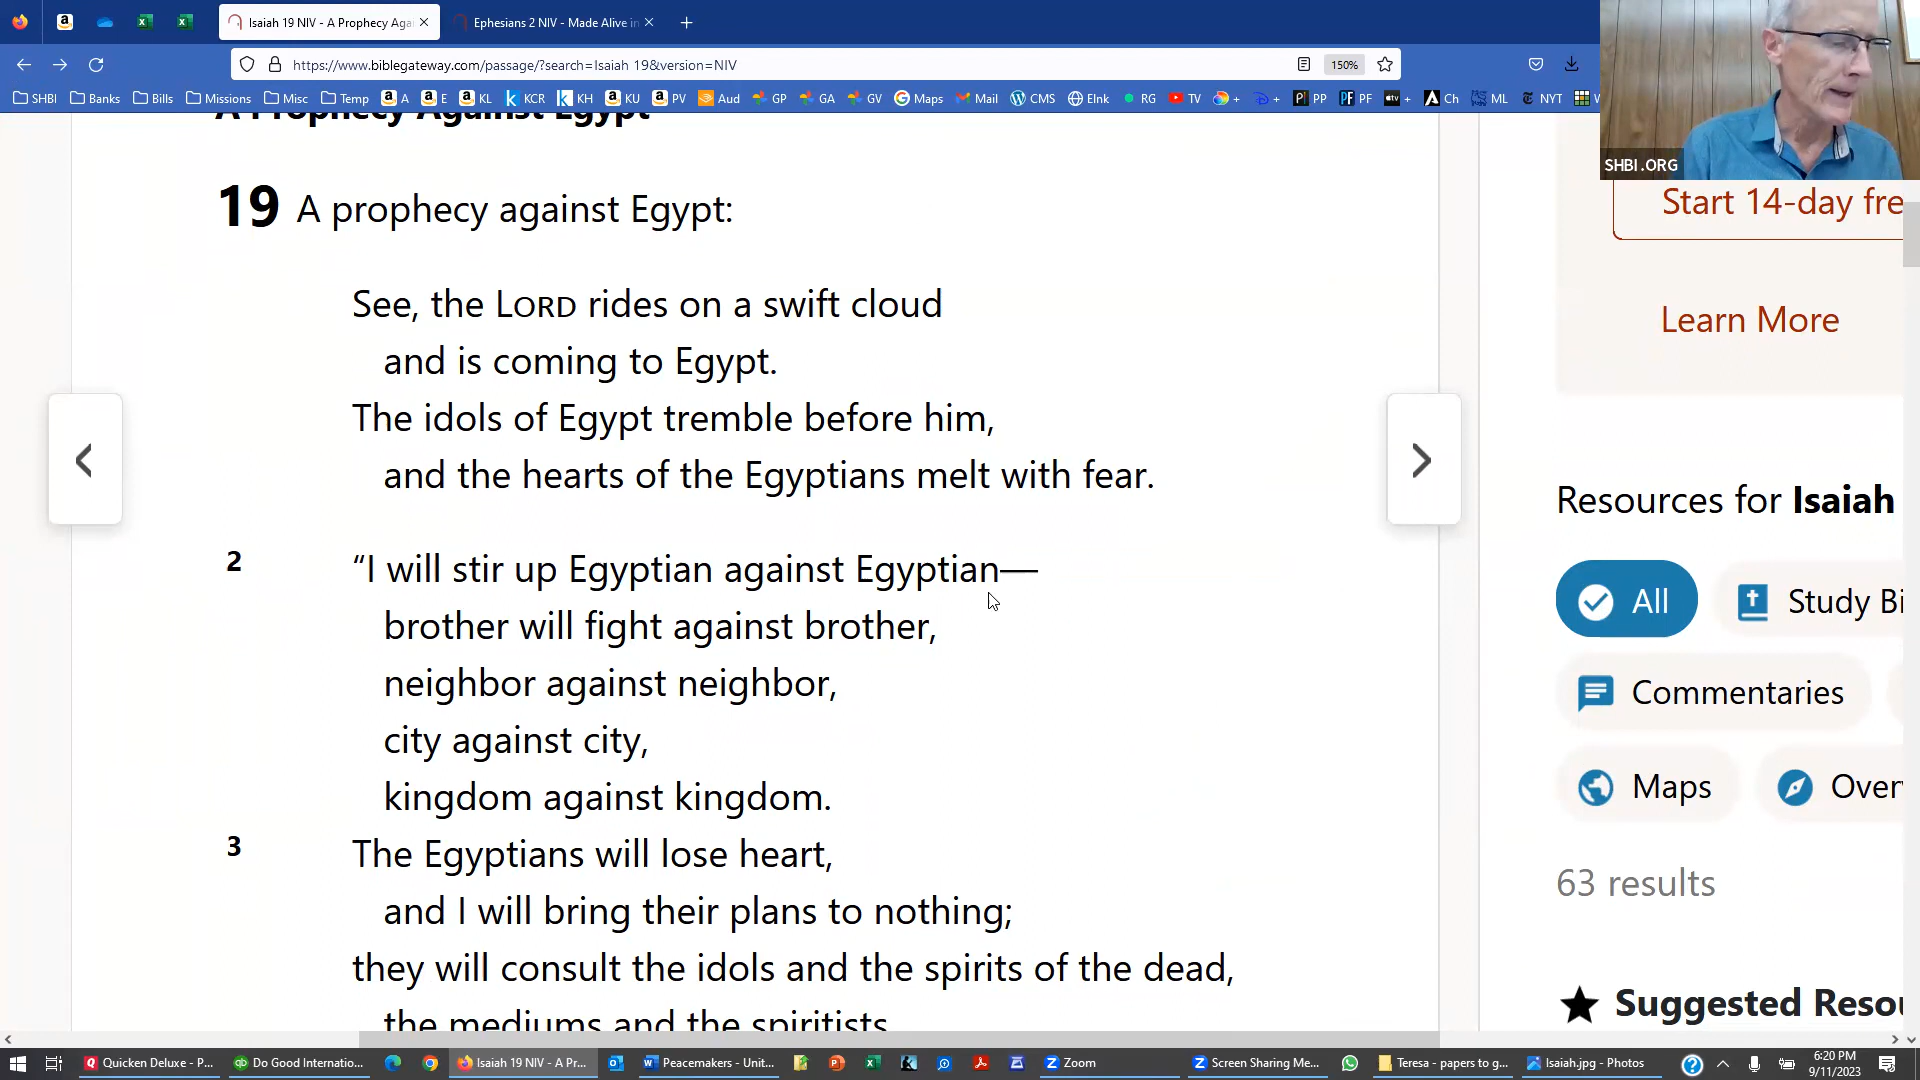 Isaiah 19 NIV - A Prophecy Aga
Ephesians 2 NIV - Made Alive in
https://www.biblegateway.com/passage/?search=Isaiah 19&version=NIV
150%
SHBI Banks Bills Missions Misc Temp A E KL KCR KH KU PV Aud GP GA GV Maps Mail CMS EInk RG TV + + PP PF + Ch ML NYT
SHBI.ORG
A Prophecy Against Egypt
19 A prophecy against Egypt:
See, the LORD rides on a swift cloud
and is coming to Egypt.
The idols of Egypt tremble before him,
and the hearts of the Egyptians melt with fear.
2 “I will stir up Egyptian against Egyptian—
brother will fight against brother,
neighbor against neighbor,
city against city,
kingdom against kingdom.
3 The Egyptians will lose heart,
and I will bring their plans to nothing;
they will consult the idols and the spirits of the dead,
the mediums and the spiritists
Start 14-day fre
Learn More
Resources for Isaiah
All
Study Bi
Commentaries
Maps
Over
63 results
Suggested Resou
Quicken Deluxe - P...
Do Good Internatio...
Isaiah 19 NIV - A Pr...
Peacemakers - Unit...
Zoom
Screen Sharing Me...
Teresa - papers to g...
Isaiah.jpg - Photos
6:20 PM
9/11/2023